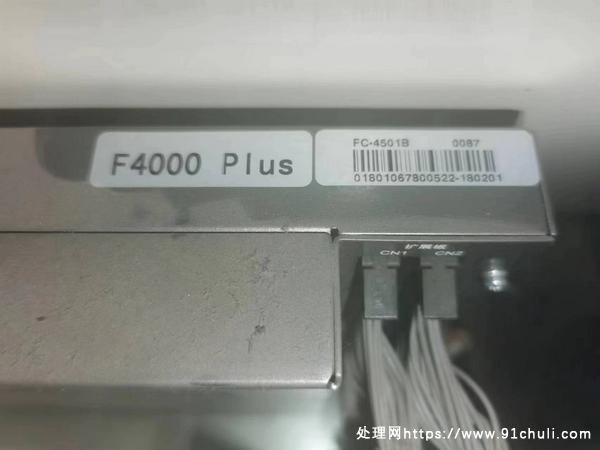 F4000 Plus
FC-4501B 0087
01801067800522-180201
扩展板
CN1 CN2
处理网https://www.91chuli.com/